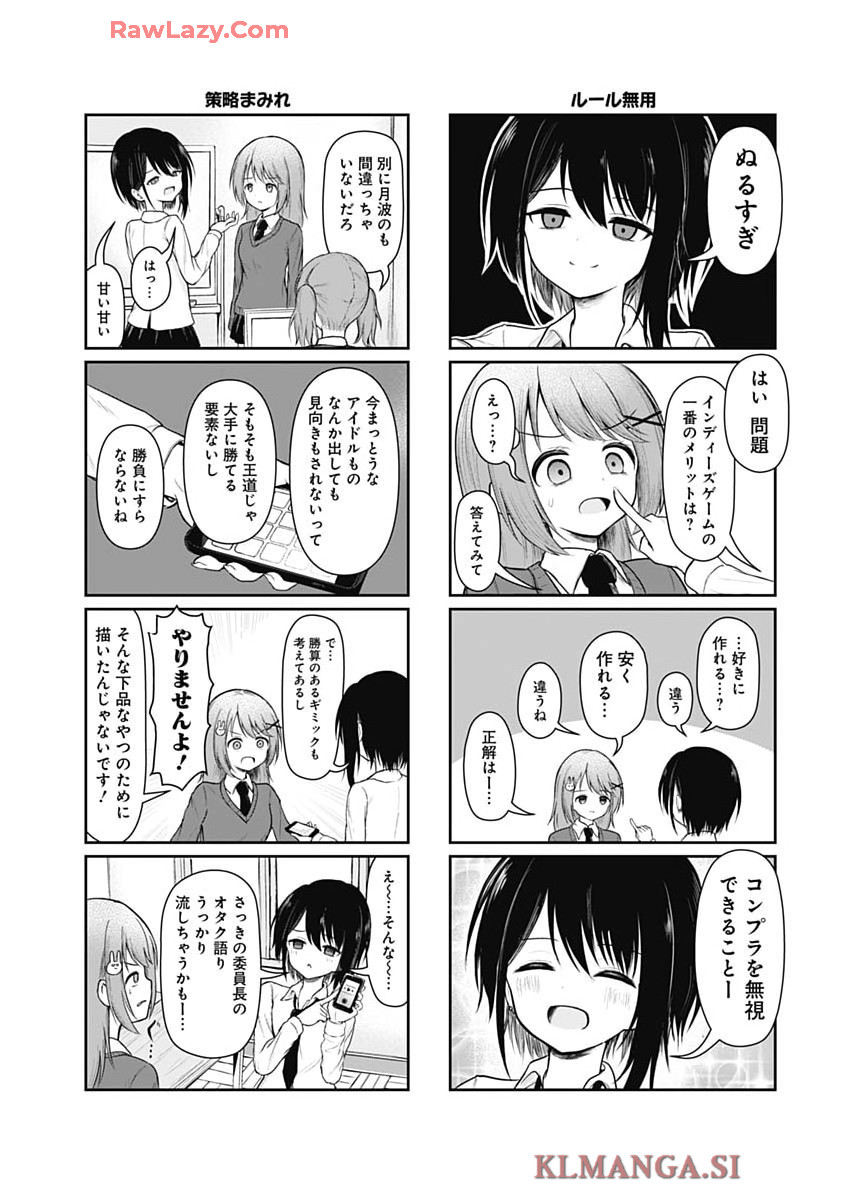 RawLazy.Com
ルール無用
ぬるすぎ
はい 問題
インディーズゲームの
一番のメリットは?
えっ…?
答えてみて
…好きに
作れる…?
違う
安く
作れる…
違うね
正解はー…
コンプラを無視
できることー
策略まみれ
別に月波のも
間違っちゃ
いないだろ
はっ…
甘い甘い
今まっとうな
アイドルもの
なんか出しても
見向きもされないって
そもそも王道じゃ
大手に勝てる
要素ないし
勝負にすら
ならないね
で…
勝算のあるギミックも
考えてあるし
やりませんよ!
そんな下品なやつのために
描いたんじゃないです!
え〜…そんな〜
さっきの委員長の
オタク語り
うっかり
流しちゃうかもー…
…
KLMANGA.SI